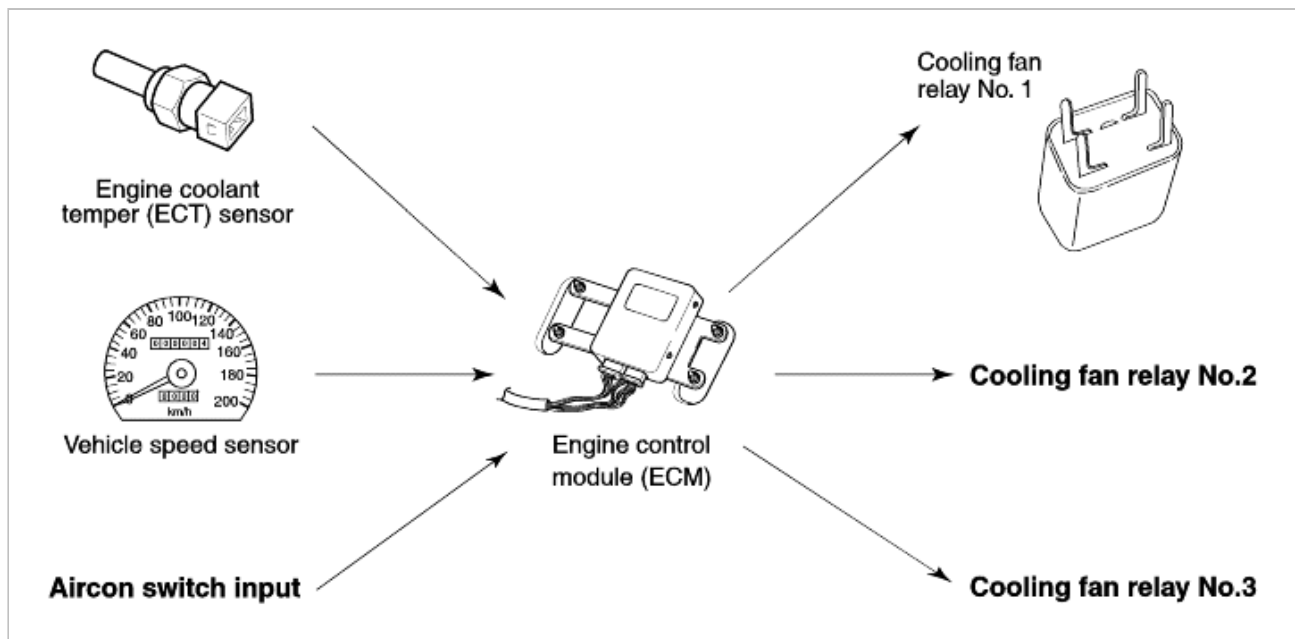 Cooling fan
relay No. 1
Engine coolant
temper (ECT) sensor
0
20
40
60
80
100
120
140
160
180
200
000004
0000
km/h
Vehicle speed sensor
Engine control
module (ECM)
Cooling fan relay No.2
Aircon switch input
Cooling fan relay No.3